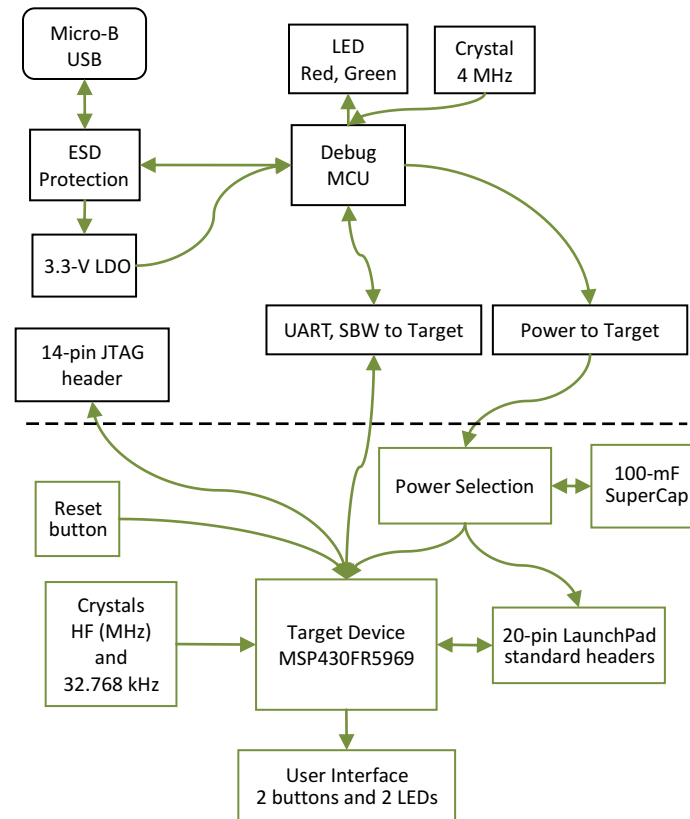 Micro-B
USB
LED
Red, Green
Crystal
4 MHz
ESD
Protection
Debug
MCU
3.3-V LDO
UART, SBW to Target
Power to Target
14-pin JTAG
header
Power Selection
100-mF
SuperCap
Reset
button
Crystals
HF (MHz)
and
32.768 kHz
Target Device
MSP430FR5969
20-pin LaunchPad
standard headers
User Interface
2 buttons and 2 LEDs